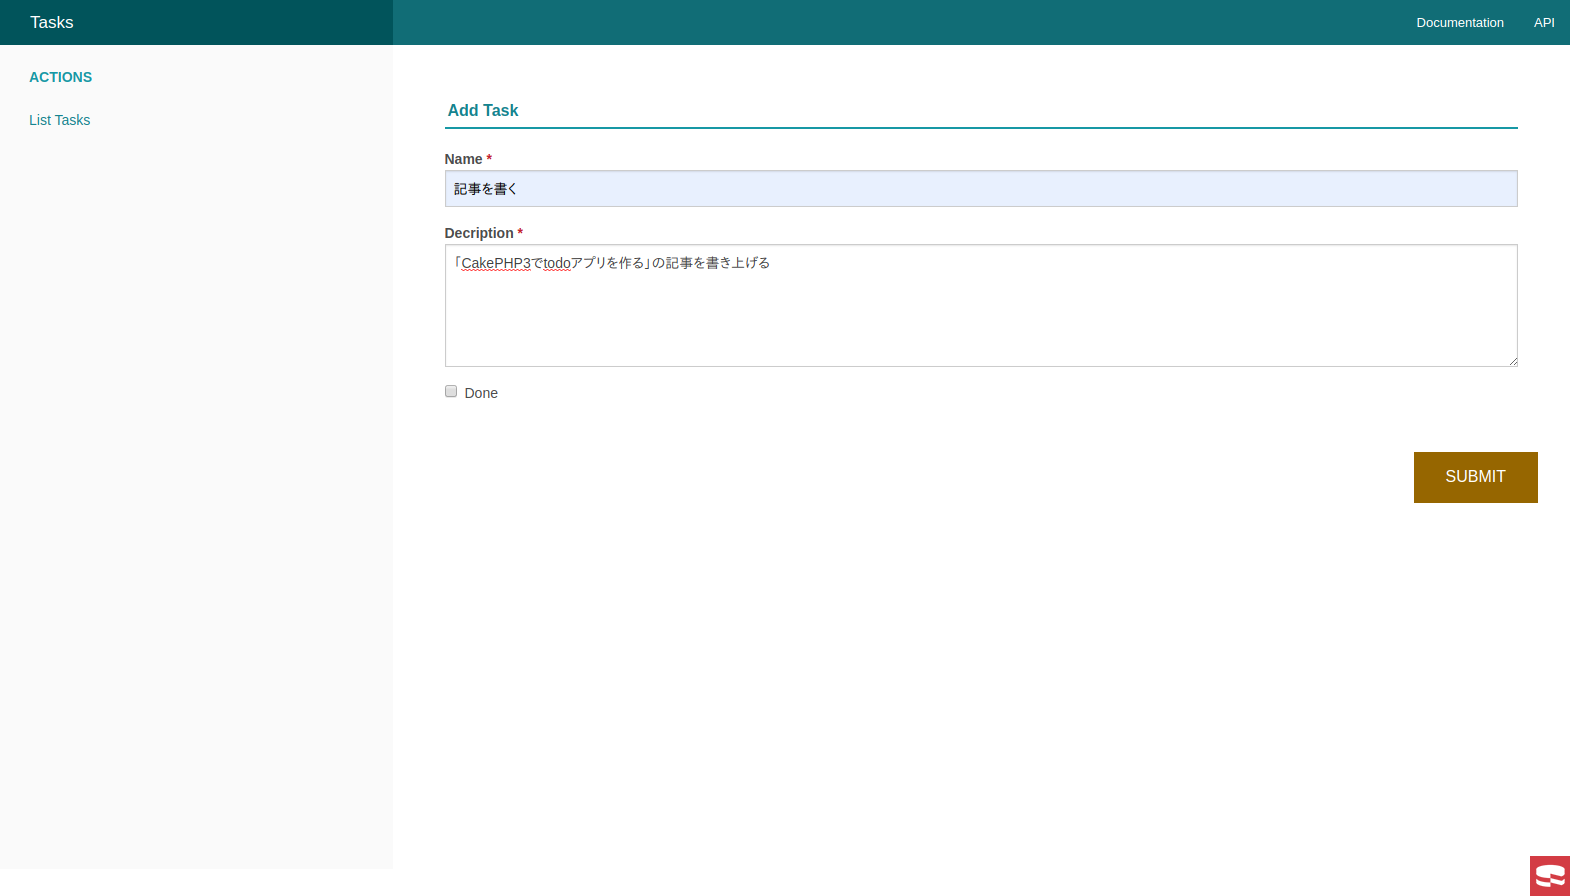 Tasks
Documentation
API
ACTIONS
List Tasks
Add Task
Name *
記事を書く
Decription *
「CakePHP3でtodoアプリを作る」の記事を書き上げる
Done
SUBMIT